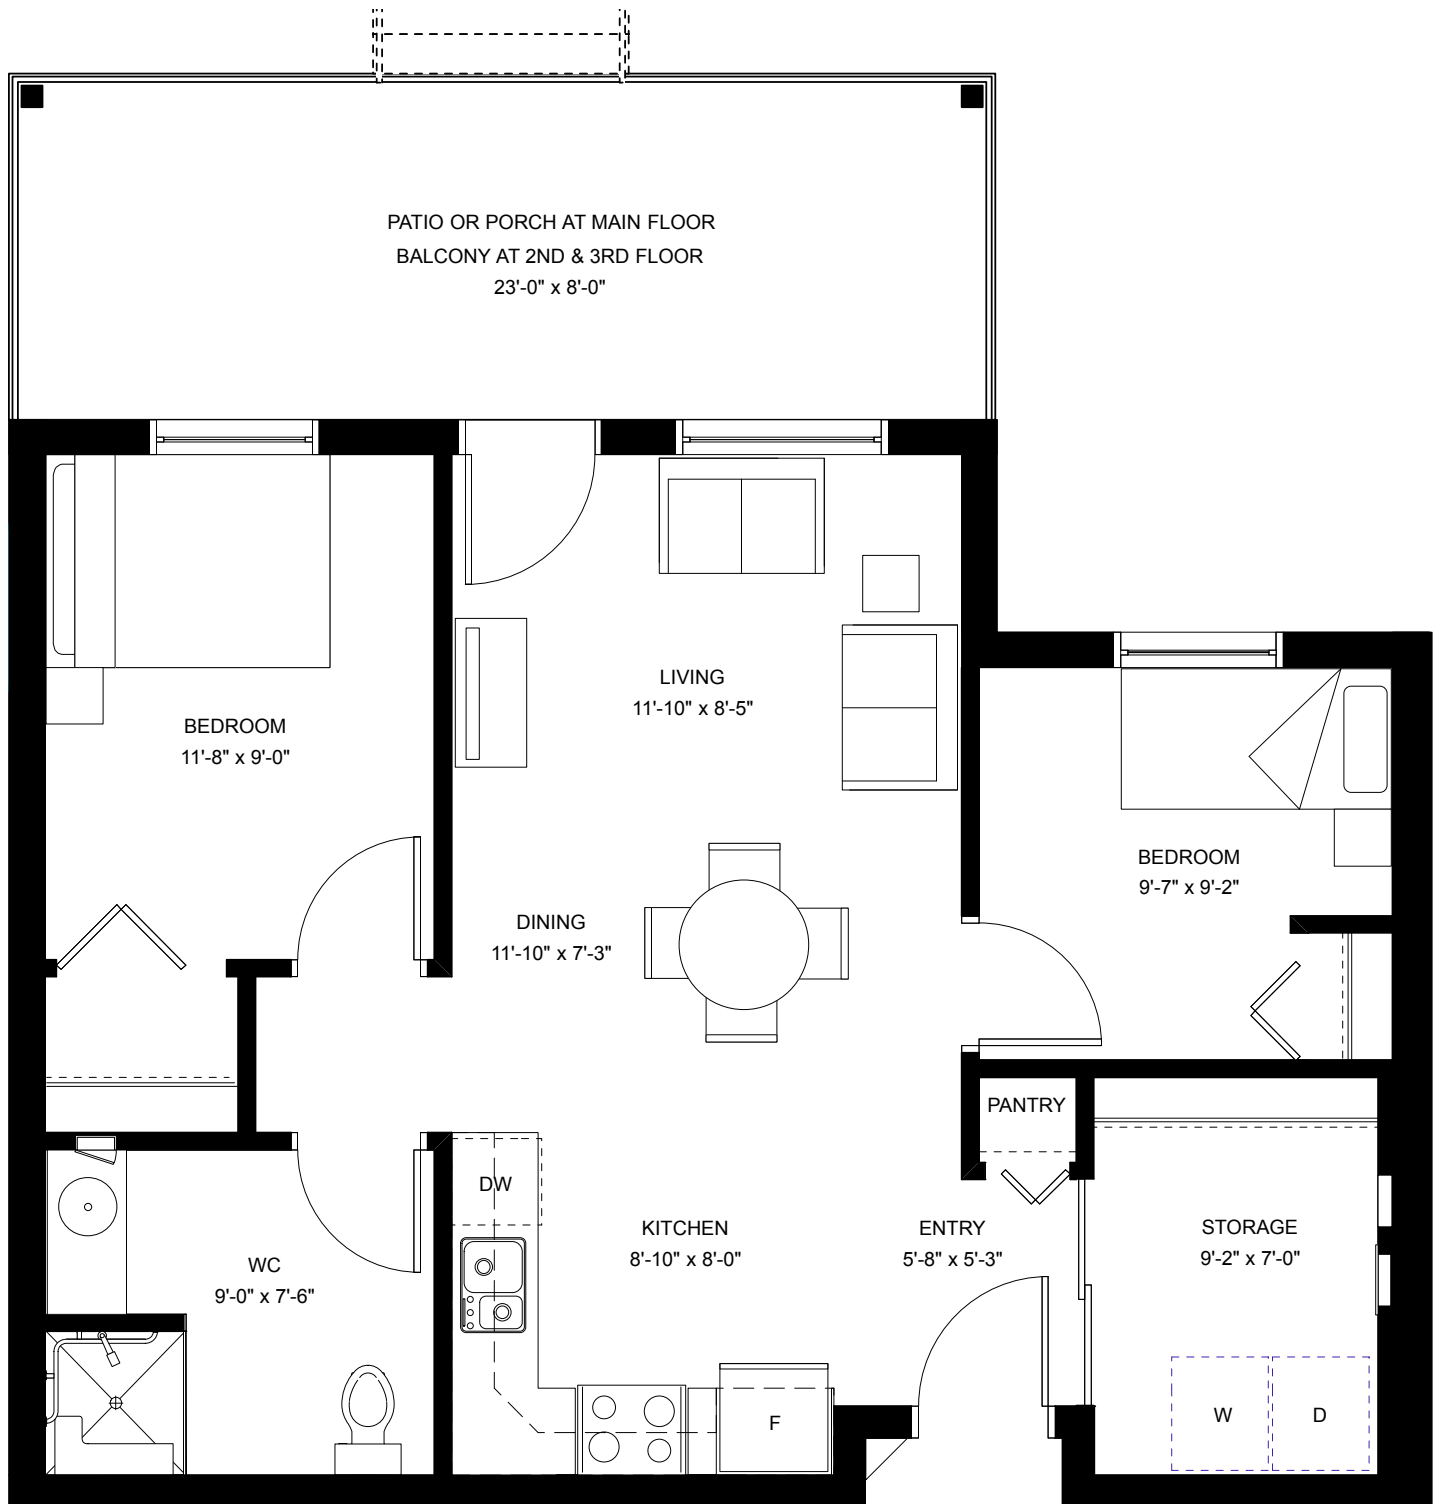 PATIO OR PORCH AT MAIN FLOOR
BALCONY AT 2ND & 3RD FLOOR
23'-0" x 8'-0"
LIVING
11'-10" x 8'-5"
BEDROOM
11'-8" x 9'-0"
BEDROOM
9'-7" x 9'-2"
DINING
11'-10" x 7'-3"
PANTRY
DW
KITCHEN
8'-10" x 8'-0"
ENTRY
5'-8" x 5'-3"
STORAGE
9'-2" x 7'-0"
WC
9'-0" x 7'-6"
F
W
D